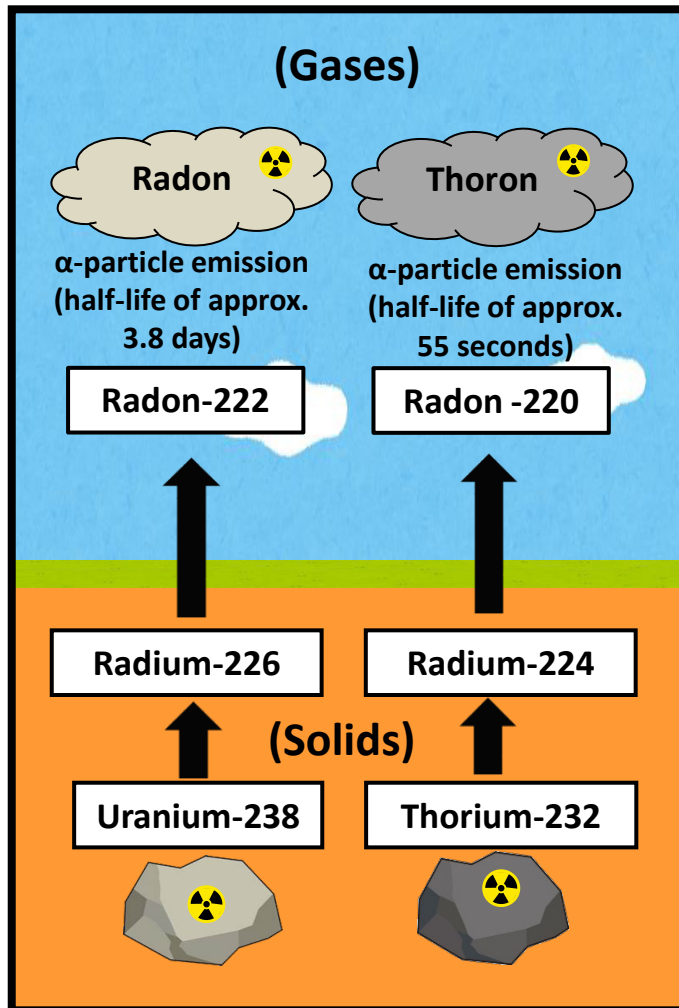 (Gases)
Radon
Thoron
α-particle emission
(half-life of approx.
3.8 days)
α-particle emission
(half-life of approx.
55 seconds)
Radon-222
Radon -220
Radium-226
Radium-224
(Solids)
Uranium-238
Thorium-232